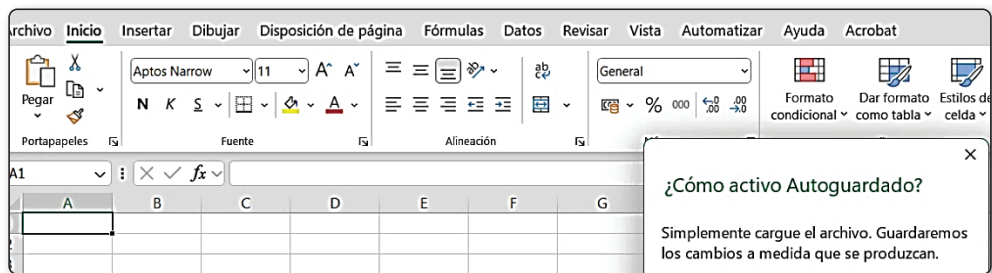 Inicio Insertar Dibujar Disposición de página Fórmulas Datos Revisar Vista Automatizar Ayuda Acrobat
Pegar
Aptos Narrow 11
N K S
A A
A
Portapapeles
Fuente
ab
Alineación
General
% 000
Formato
condicional
Dar formato
como tabla
Estilos de
celda
A1
fx
A B C D E F G
¿Cómo activo Autoguardado?
Simplemente cargue el archivo. Guardaremos
los cambios a medida que se produzcan.